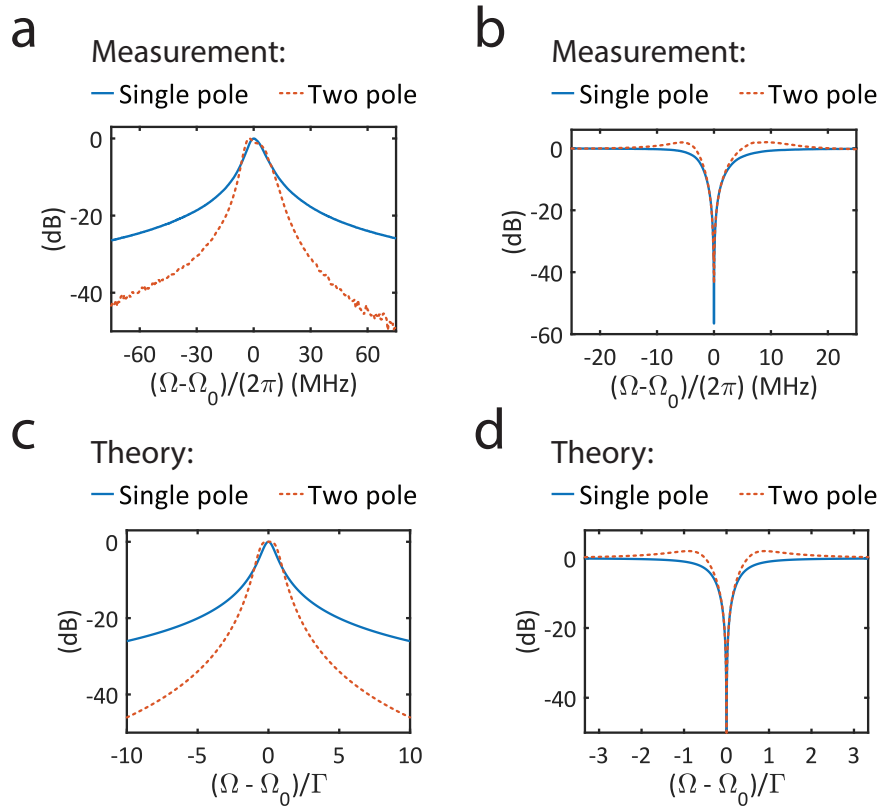 a
Measurement:
Single pole Two pole
0
-20
-40
(dB)
-60 -30 0 30 60
(Ω-Ω₀)/(2π) (MHz)
b
Measurement:
Single pole Two pole
0
-20
-40
-60
(dB)
-20 -10 0 10 20
(Ω-Ω₀)/(2π) (MHz)
c
Theory:
Single pole Two pole
0
-20
-40
(dB)
-10 -5 0 5 10
(Ω - Ω₀)/Γ
d
Theory:
Single pole Two pole
0
-20
-40
(dB)
-3 -2 -1 0 1 2 3
(Ω - Ω₀)/Γ